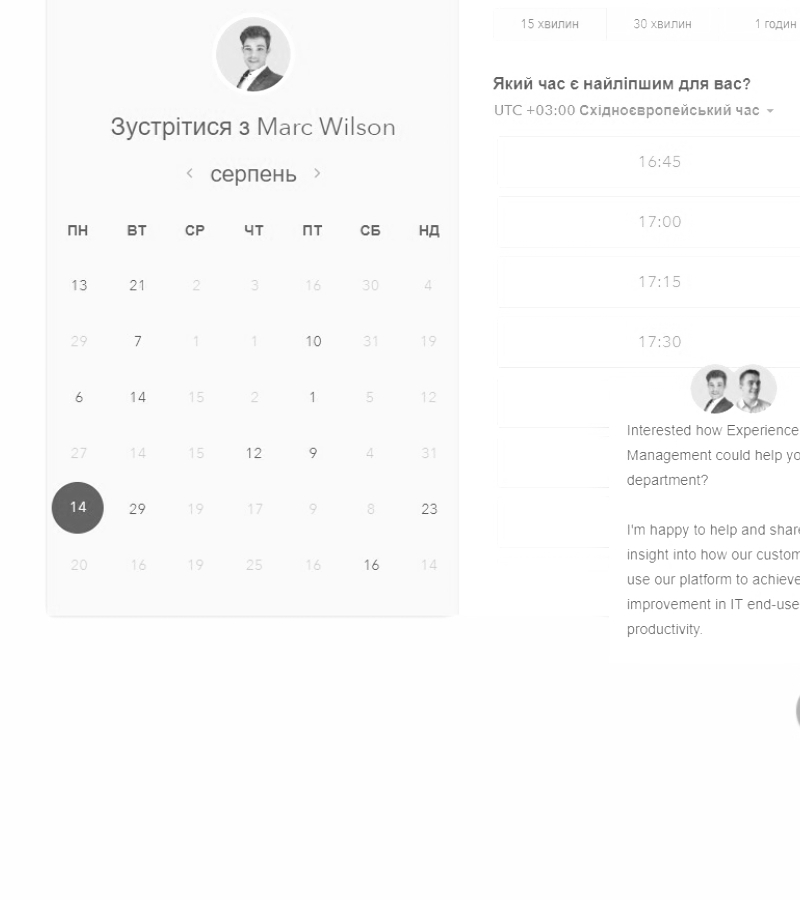 Зустрітися з Marc Wilson
серпень
ПН ВТ СР ЧТ ПТ СБ НД
13 21 2 3 16 30 4
29 7 1 1 10 31 19
6 14 15 2 1 5 12
27 14 15 12 9 4 31
14 29 19 17 9 8 23
20 16 19 25 16 16 14
15 хвилин 30 хвилин 1 годин
Який час є найліпшим для вас?
UTC +03:00 Східноєвропейський час
16:45
17:00
17:15
17:30
Interested how Experience
Management could help yo
department?
I'm happy to help and share
insight into how our custom
use our platform to achieve
improvement in IT end-use
productivity.